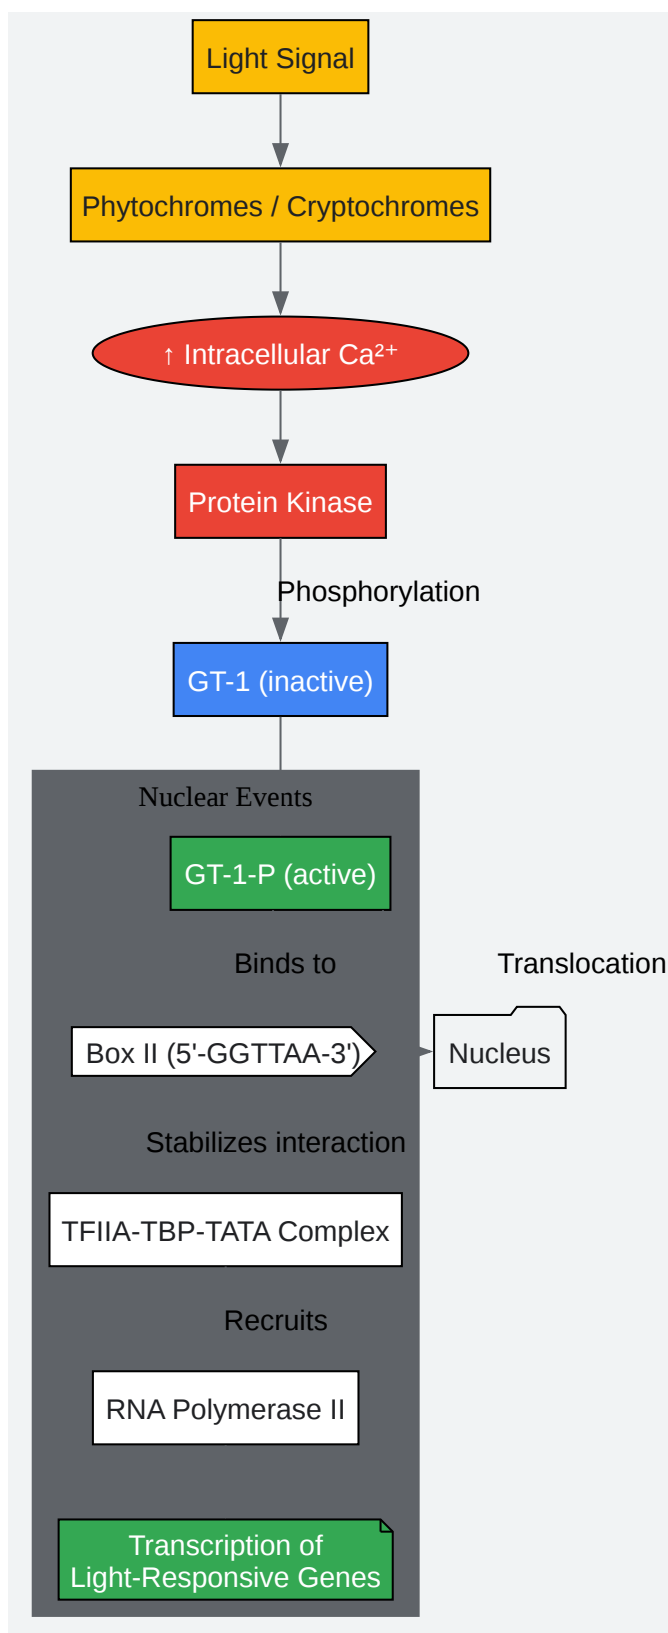 Light Signal
Phytochromes / Cryptochromes
↑ Intracellular Ca²⁺
Protein Kinase
Phosphorylation
GT-1 (inactive)
Nuclear Events
GT-1-P (active)
Binds to
Translocation
Box II (5'-GGTTAA-3')
Nucleus
Stabilizes interaction
TFIIA-TBP-TATA Complex
Recruits
RNA Polymerase II
Transcription of
Light-Responsive Genes